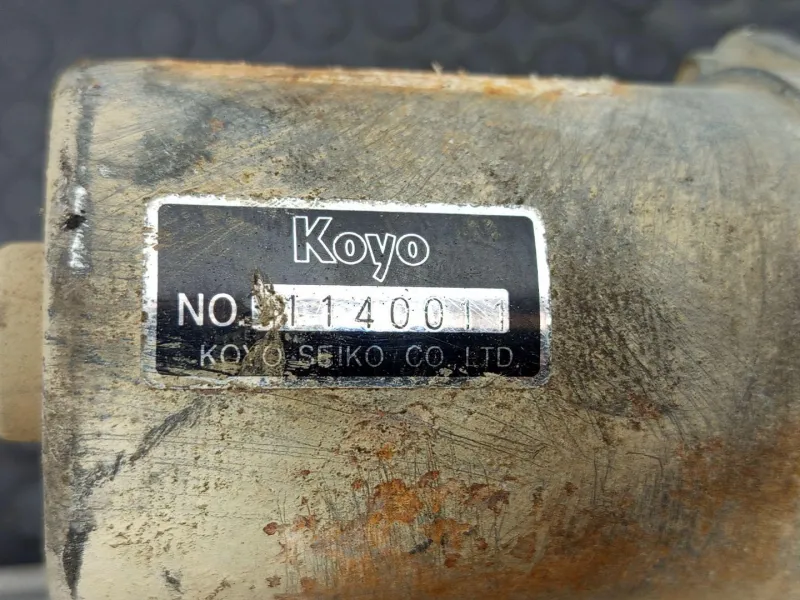 Koyo
NO. 1140011
KOYO SEIKO CO.,LTD.